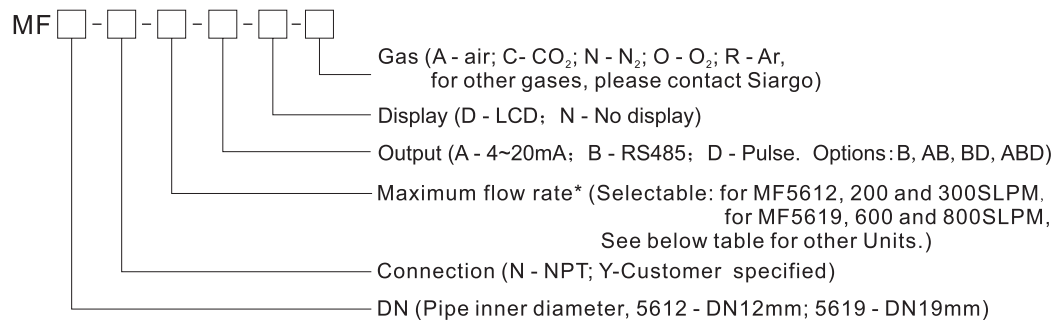 MF - - - - -
Gas (A - air; C- CO₂; N - N₂; O - O₂; R - Ar,
for other gases, please contact Siargo)
Display (D - LCD； N - No display)
Output (A - 4~20mA； B - RS485； D - Pulse. Options: B, AB, BD, ABD)
Maximum flow rate* (Selectable: for MF5612, 200 and 300SLPM,
for MF5619, 600 and 800SLPM,
See below table for other Units.)
Connection (N - NPT; Y-Customer specified)
DN (Pipe inner diameter, 5612 - DN12mm; 5619 - DN19mm)